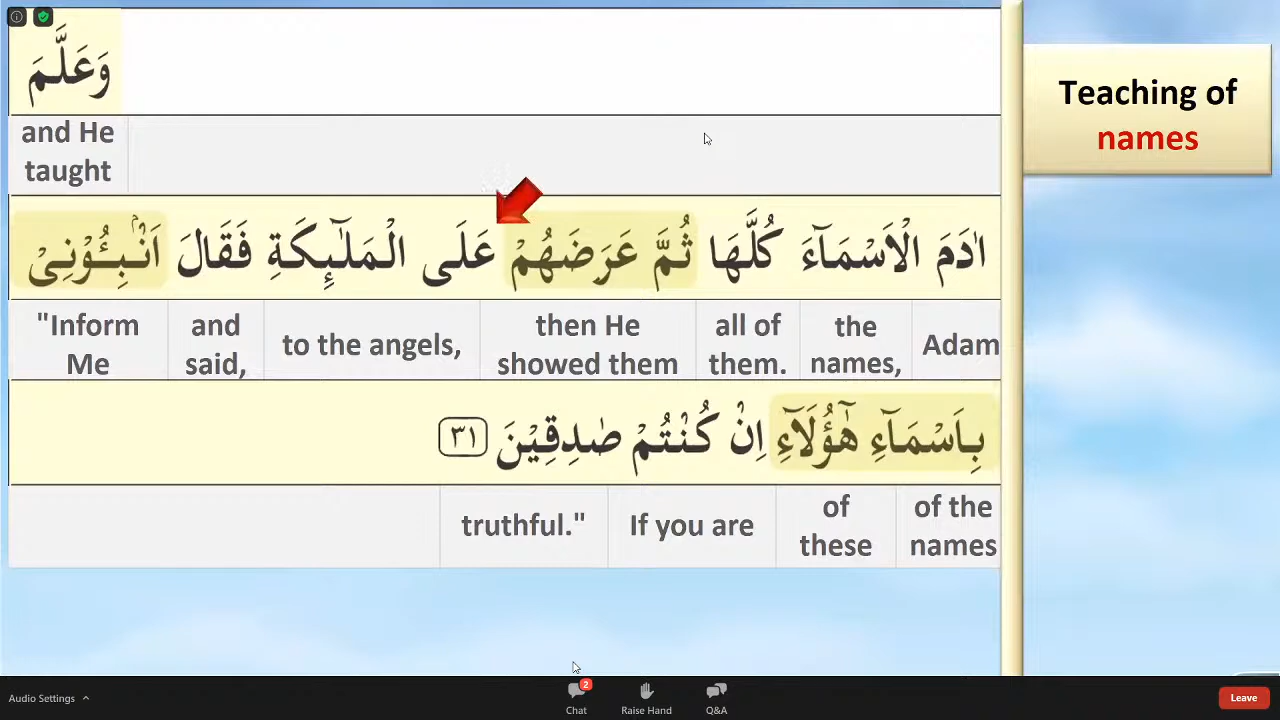 وَعَلَّمَ
and He
taught
اٰدَمَ الْاَسْمَآءَ كُلَّهَا ثُمَّ عَرَضَهُمْ عَلَى الْمَلٰٓئِكَةِ فَقَالَ اَنْۢبِـُٔوْنِيْ
Adam
the
names,
all of
them.
then He
showed them
to the angels,
and
said,
"Inform
Me
بِاَسْمَآءِ هٰٓؤُلَآءِ اِنْ كُنْتُمْ صٰدِقِيْنَ ٣١
of the
names
of
these
If you are
truthful."
Teaching of
names
Audio Settings
2
Chat
Raise Hand
Q&A
Leave